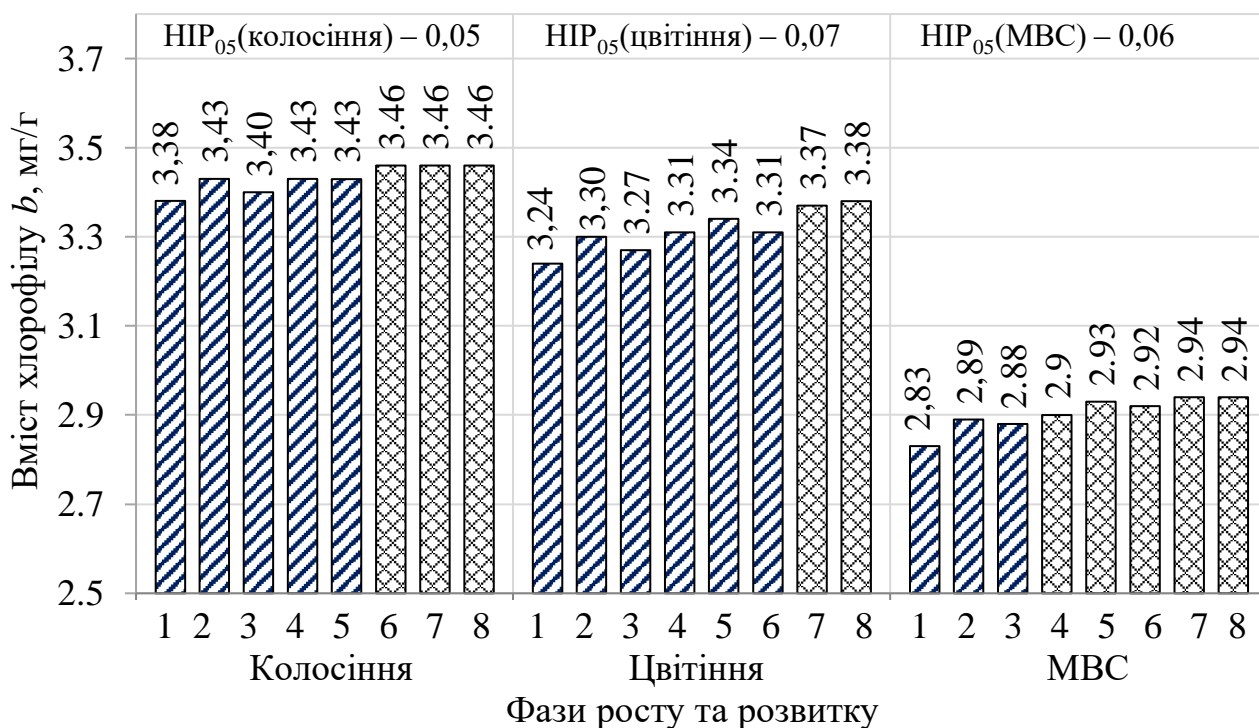 НІР₀₅(колосіння) – 0,05 НІР₀₅(цвітіння) – 0,07 НІР₀₅(МВС) – 0,06
Вміст хлорофілу b, мг/г
3.7
3.5
3.3
3.1
2.9
2.7
2.5
3,38 3,43 3,40 3.43 3.43 3.46 3.46 3.46
3,24 3,30 3.27 3.31 3.34 3.31 3.37 3.38
2,83 2,89 2.88 2.9 2.93 2.92 2.94 2.94
1 2 3 4 5 6 7 8 1 2 3 4 5 6 7 8 1 2 3 4 5 6 7 8
Колосіння Цвітіння МВС
Фази росту та розвитку